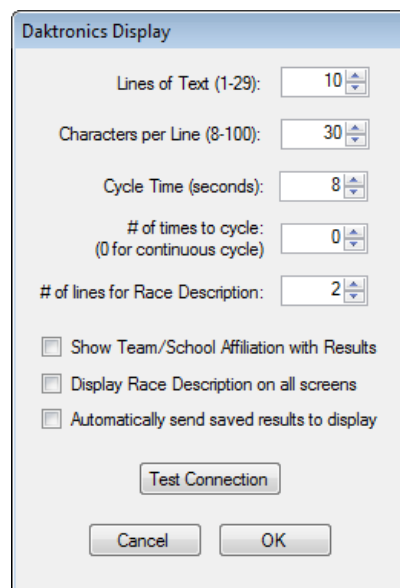 Daktronics Display
Lines of Text (1-29): 10
Characters per Line (8-100): 30
Cycle Time (seconds): 8
# of times to cycle:
(0 for continuous cycle) 0
# of lines for Race Description: 2
Show Team/School Affiliation with Results
Display Race Description on all screens
Automatically send saved results to display
Test Connection
Cancel OK